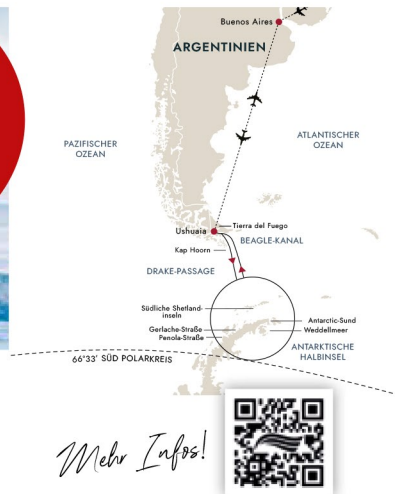 Buenos Aires
ARGENTINIEN
PAZIFISCHER
OZEAN
ATLANTISCHER
OZEAN
Tierra del Fuego
Ushuaia
BEAGLE-KANAL
Kap Hoorn
DRAKE-PASSAGE
Südliche Shetland-
inseln
Antarctic-Sund
Gerlache-Straße
Weddellmeer
Penola-Straße
ANTARKTISCHE
HALBINSEL
66°33' SÜD POLARKREIS
Mehr Infos!